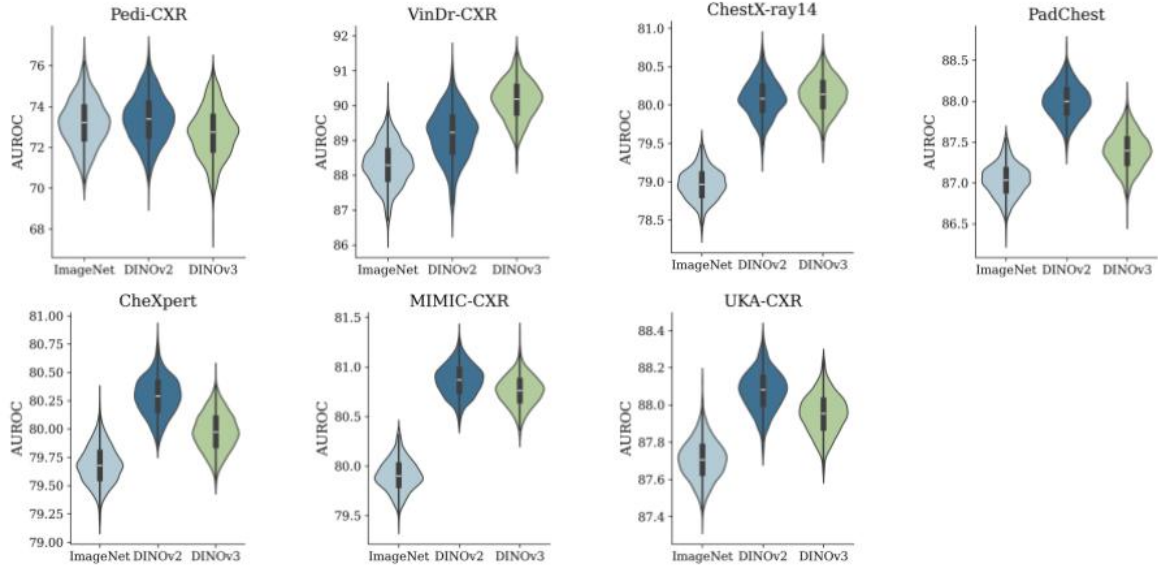 Pedi-CXR
AUROC
76
74
72
70
68
ImageNet DINOv2 DINOv3
VinDr-CXR
AUROC
92
91
90
89
88
87
86
ImageNet DINOv2 DINOv3
ChestX-ray14
AUROC
81.0
80.5
80.0
79.5
79.0
78.5
ImageNet DINOv2 DINOv3
PadChest
AUROC
88.5
88.0
87.5
87.0
86.5
ImageNet DINOv2 DINOv3
CheXpert
AUROC
81.00
80.75
80.50
80.25
80.00
79.75
79.50
79.25
79.00
ImageNet DINOv2 DINOv3
MIMIC-CXR
AUROC
81.5
81.0
80.5
80.0
79.5
ImageNet DINOv2 DINOv3
UKA-CXR
AUROC
88.4
88.2
88.0
87.8
87.6
87.4
ImageNet DINOv2 DINOv3